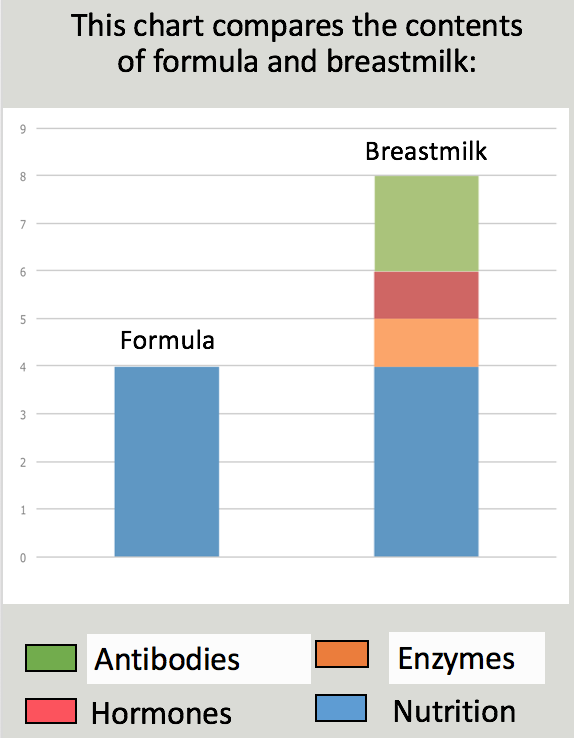 This chart compares the contents
of formula and breastmilk:
9
Breastmilk
8
7
6
5
Formula
4
3
2
1
0
Antibodies
Enzymes
Hormones
Nutrition